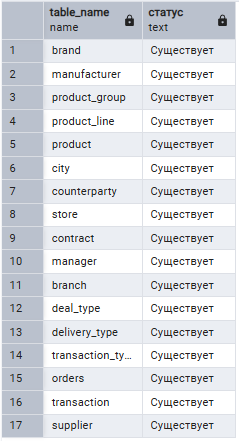 table_name статус
name text
1 brand Существует
2 manufacturer Существует
3 product_group Существует
4 product_line Существует
5 product Существует
6 city Существует
7 counterparty Существует
8 store Существует
9 contract Существует
10 manager Существует
11 branch Существует
12 deal_type Существует
13 delivery_type Существует
14 transaction_ty... Существует
15 orders Существует
16 transaction Существует
17 supplier Существует